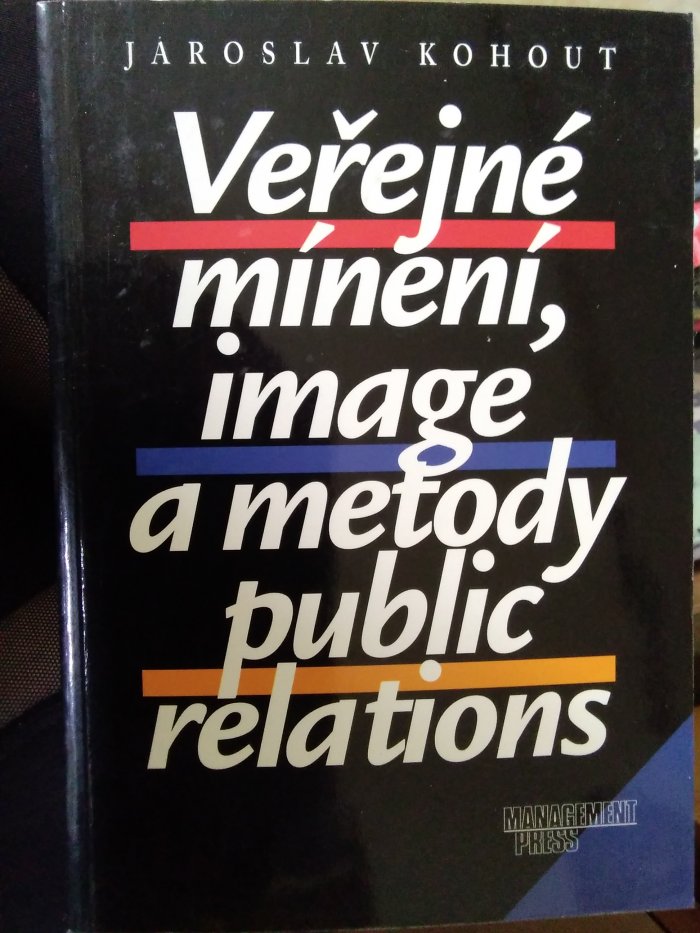 JAROSLAV KOHOUT
Veřejné
mínění,
image
a metody
public
relations
MANAGEMENT
PRESS